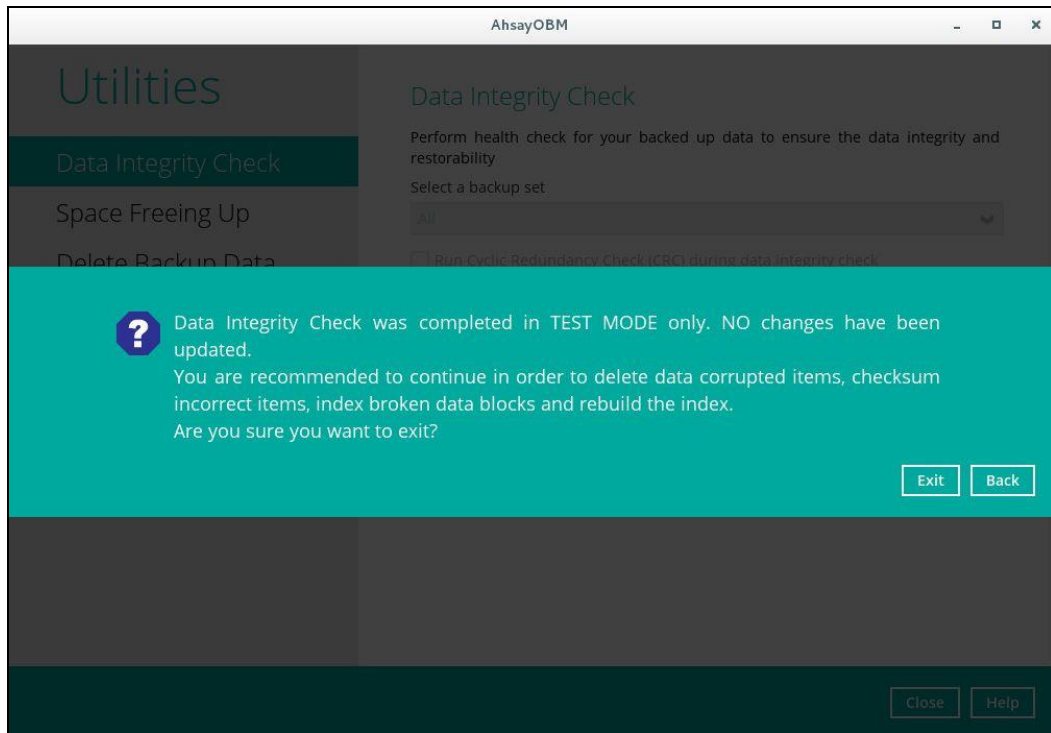 AhsayOBM
Utilities
Data Integrity Check
Space Freeing Up
Delete Backup Data
Data Integrity Check
Perform health check for your backed up data to ensure the data integrity and
restorability
Select a backup set
All
Run Cyclic Redundancy Check (CRC) during data integrity check
?
Data Integrity Check was completed in TEST MODE only. NO changes have been
updated.
You are recommended to continue in order to delete data corrupted items, checksum
incorrect items, index broken data blocks and rebuild the index.
Are you sure you want to exit?
Exit
Back
Close
Help